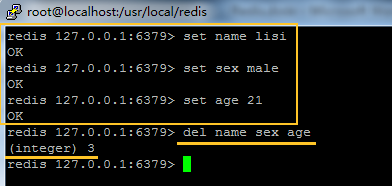 root@localhost:/usr/local/redis
redis 127.0.0.1:6379> set name lisi
OK
redis 127.0.0.1:6379> set sex male
OK
redis 127.0.0.1:6379> set age 21
OK
redis 127.0.0.1:6379> del name sex age
(integer) 3
redis 127.0.0.1:6379>